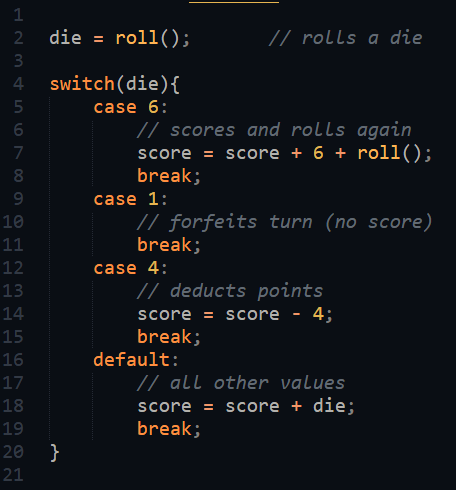 1
2 die = roll();       // rolls a die
3
4 switch(die){
5     case 6:
6         // scores and rolls again
7         score = score + 6 + roll();
8         break;
9     case 1:
10         // forfeits turn (no score)
11         break;
12     case 4:
13         // deducts points
14         score = score - 4;
15         break;
16     default:
17         // all other values
18         score = score + die;
19         break;
20 }
21